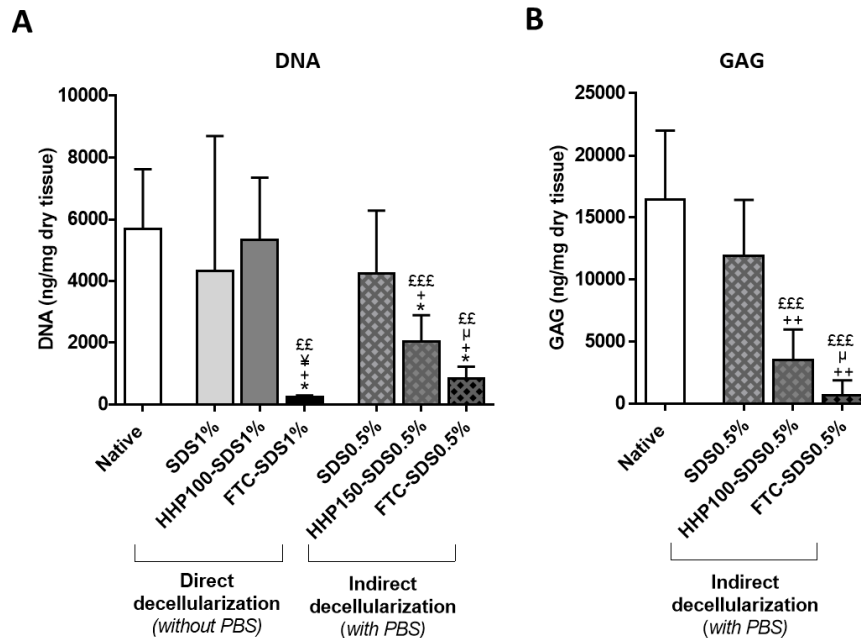 A
DNA
DNA (ng/mg dry tissue)
10000
8000
6000
4000
2000
0
££
¥
+
*
£££
+
*
££
µ
+
*
Native
SDS1%
HHP100-SDS1%
FTC-SDS1%
SDS0.5%
HHP150-SDS0.5%
FTC-SDS0.5%
Direct
decellularization
(without PBS)
Indirect
decellularization
(with PBS)
B
GAG
GAG (ng/mg dry tissue)
25000
20000
15000
10000
5000
0
£££
++
£££
µ
++
Native
SDS0.5%
HHP100-SDS0.5%
FTC-SDS0.5%
Indirect
decellularization
(with PBS)